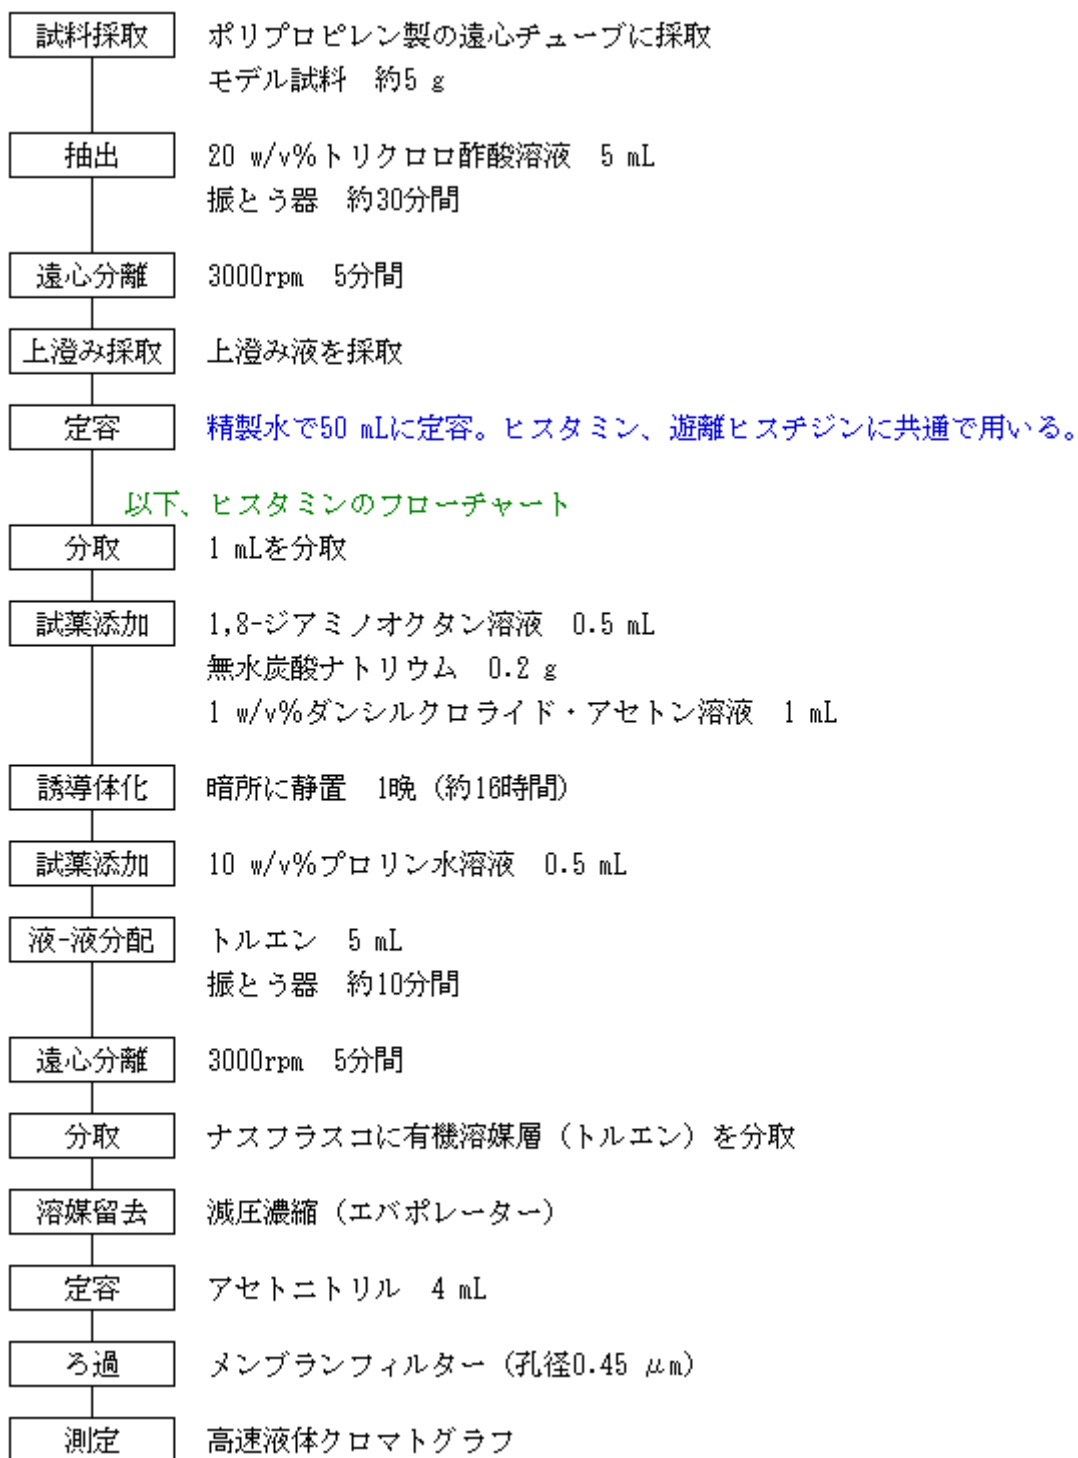 試料採取 ポリプロピレン製の遠心チューブに採取
モデル試料 約5 g
抽出 20 w/v%トリクロロ酢酸溶液 5 mL
振とう器 約30分間
遠心分離 3000rpm 5分間
上澄み採取 上澄み液を採取
定容 精製水で50 mLに定容。ヒスタミン、遊離ヒスチジンに共通で用いる。
以下、ヒスタミンのフローチャート
分取 1 mLを分取
試薬添加 1,8-ジアミノオクタン溶液 0.5 mL
無水炭酸ナトリウム 0.2 g
1 w/v%ダンシルクロライド・アセトン溶液 1 mL
誘導体化 暗所に静置 1晩（約16時間）
試薬添加 10 w/v%プロリン水溶液 0.5 mL
液-液分配 トルエン 5 mL
振とう器 約10分間
遠心分離 3000rpm 5分間
分取 ナスフラスコに有機溶媒層（トルエン）を分取
溶媒留去 減圧濃縮（エバポレーター）
定容 アセトニトリル 4 mL
ろ過 メンブランフィルター（孔径0.45 μm）
測定 高速液体クロマトグラフ